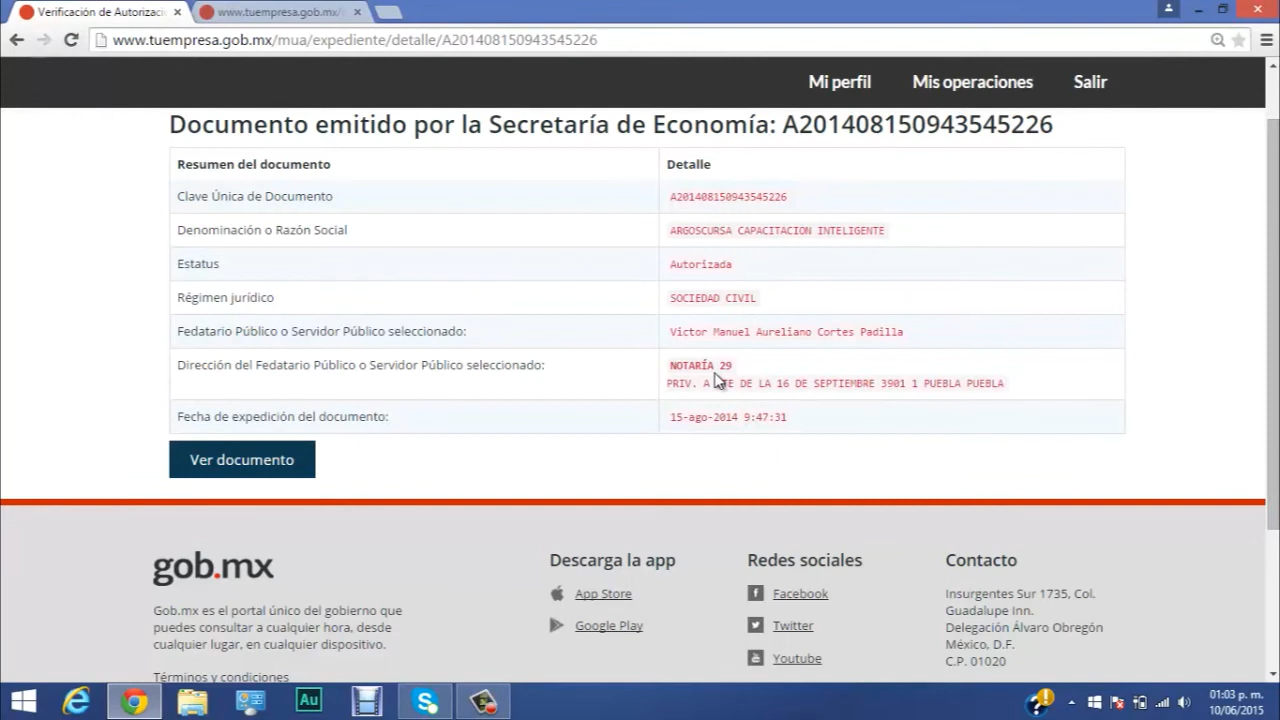 Verificación de Autorizaci
www.tuempresa.gob.mx/
www.tuempresa.gob.mx/mua/expediente/detalle/A201408150943545226
Mi perfil Mis operaciones Salir
Documento emitido por la Secretaría de Economía: A201408150943545226
Resumen del documento Detalle
Clave Única de Documento A201408150943545226
Denominación o Razón Social ARGOSCURSA CAPACITACION INTELIGENTE
Estatus Autorizada
Régimen jurídico SOCIEDAD CIVIL
Fedatario Público o Servidor Público seleccionado: Victor Manuel Aureliano Cortes Padilla
Dirección del Fedatario Público o Servidor Público seleccionado: NOTARÍA 29
PRIV. A DE LA 16 DE SEPTIEMBRE 3901 1 PUEBLA PUEBLA
Fecha de expedición del documento: 15-ago-2014 9:47:31
Ver documento
gob.mx
Gob.mx es el portal único del gobierno que
puedes consultar a cualquier hora, desde
cualquier lugar, en cualquier dispositivo.
Términos y condiciones
Descarga la app
App Store
Google Play
Redes sociales
Facebook
Twitter
Youtube
Contacto
Insurgentes Sur 1735, Col.
Guadalupe Inn.
Delegación Álvaro Obregón
México, D.F.
C.P. 01020
Au
01:03 p. m.
10/06/2015